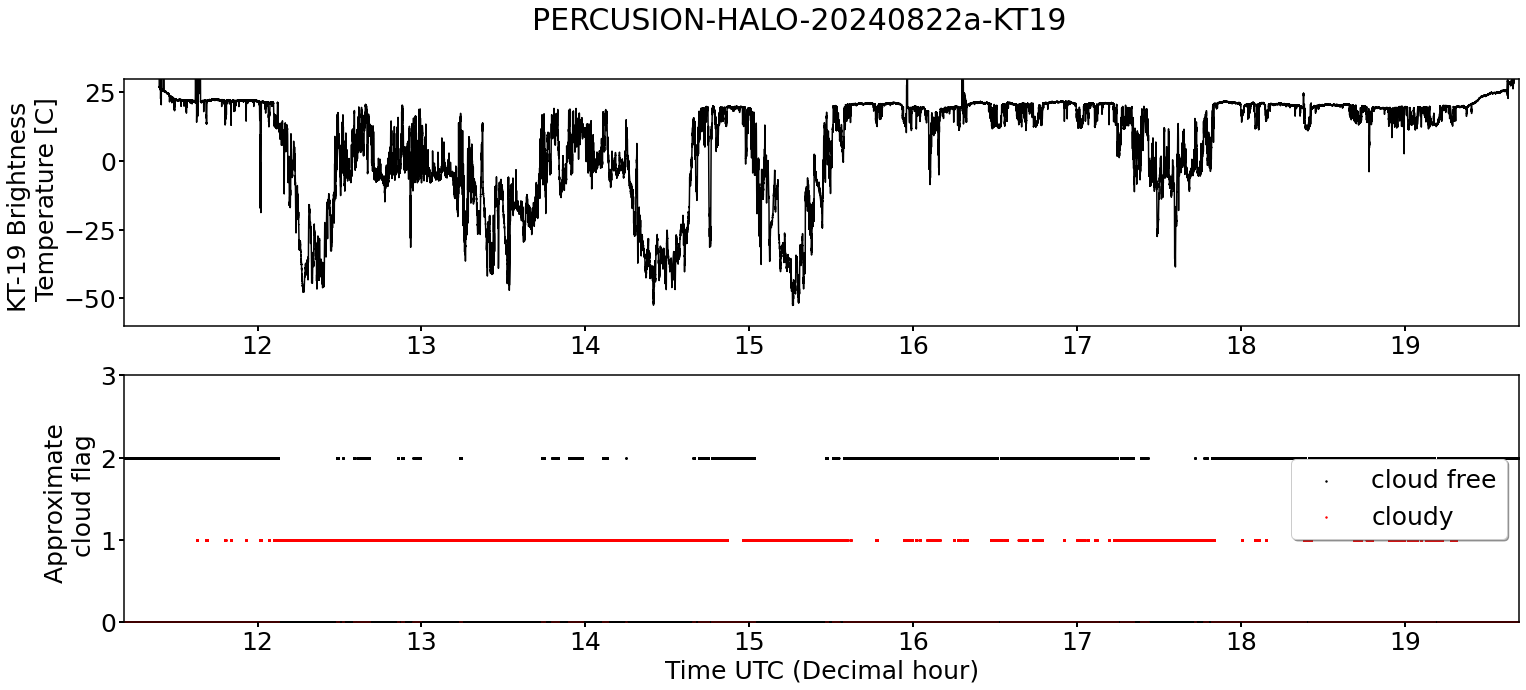 PERCUSION-HALO-20240822a-KT19
KT-19 Brightness
Temperature [C]
25
0
−25
−50
12 13 14 15 16 17 18 19
Approximate
cloud flag
3
2
1
0
cloud free
cloudy
12 13 14 15 16 17 18 19
Time UTC (Decimal hour)